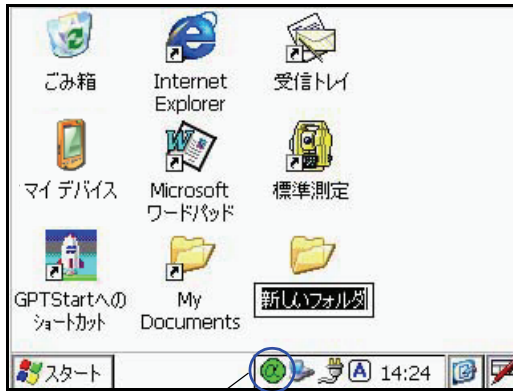 ごみ箱
Internet
Explorer
受信トレイ
マイ デバイス
Microsoft
ワードパッド
標準測定
GPTStartへの
ショートカット
My
Documents
新しいフォルダ
スタート
α
A
14:24